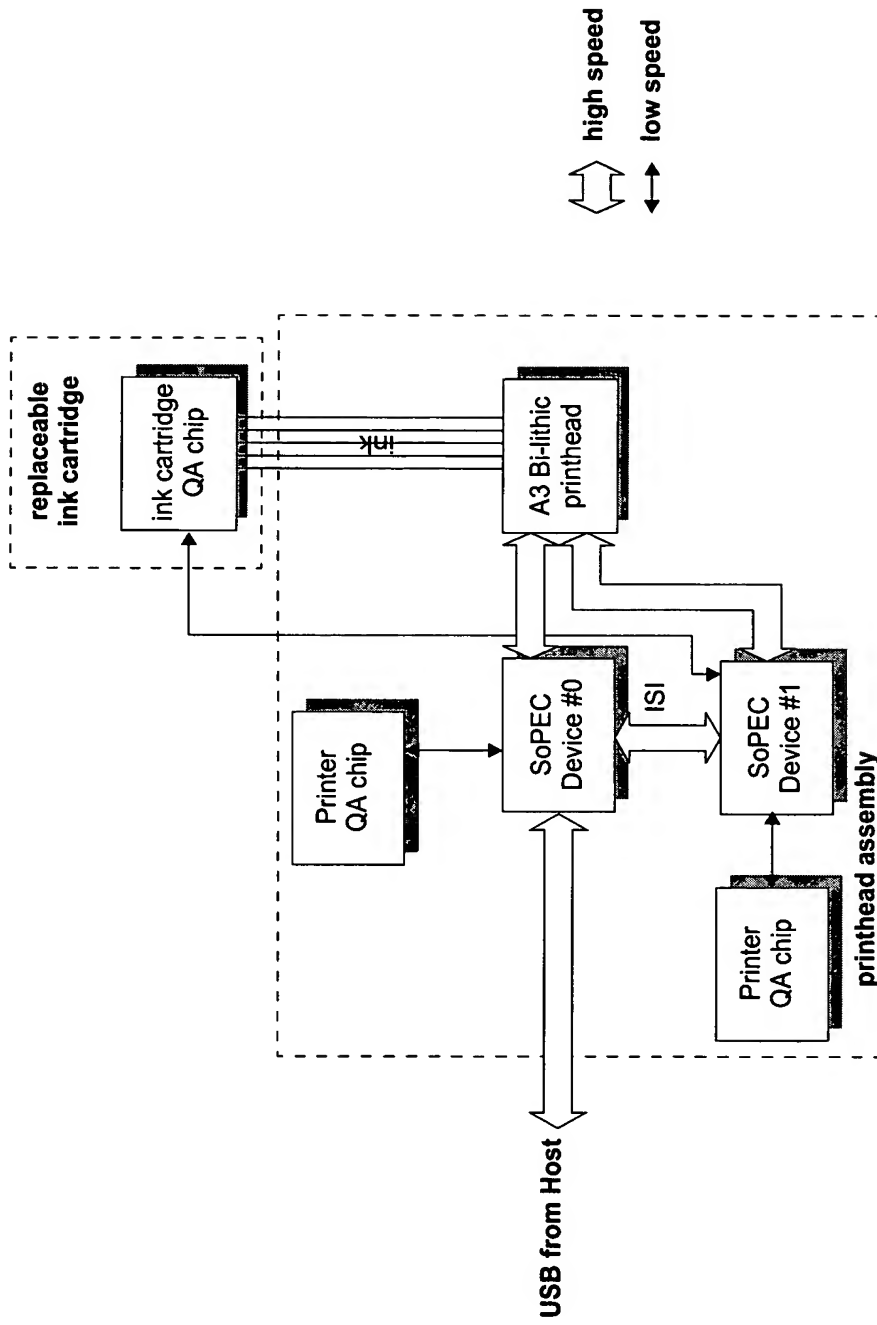 replaceable
ink cartridge
ink cartridge
QA chip
ink
A3 Bi-lithic
printhead
Printer
QA chip
SoPEC
Device #0
ISI
SoPEC
Device #1
Printer
QA chip
printhead assembly
USB from Host
high speed
low speed